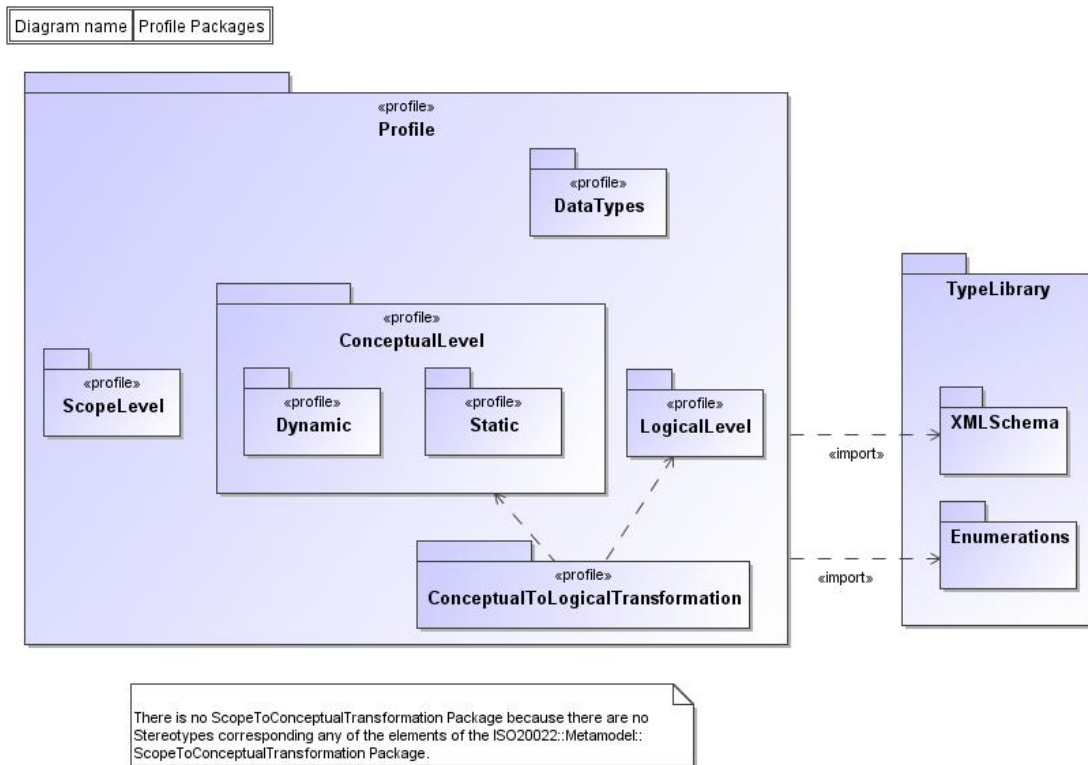 Diagram name Profile Packages
«profile»
Profile
«profile»
DataTypes
TypeLibrary
«profile»
ConceptualLevel
«profile»
ScopeLevel
«profile»
Dynamic
«profile»
Static
«profile»
LogicalLevel
XMLSchema
«import»
Enumerations
«import»
«profile»
ConceptualToLogicalTransformation
There is no ScopeToConceptualTransformation Package because there are no
Stereotypes corresponding any of the elements of the ISO20022::Metamodel::
ScopeToConceptualTransformation Package.